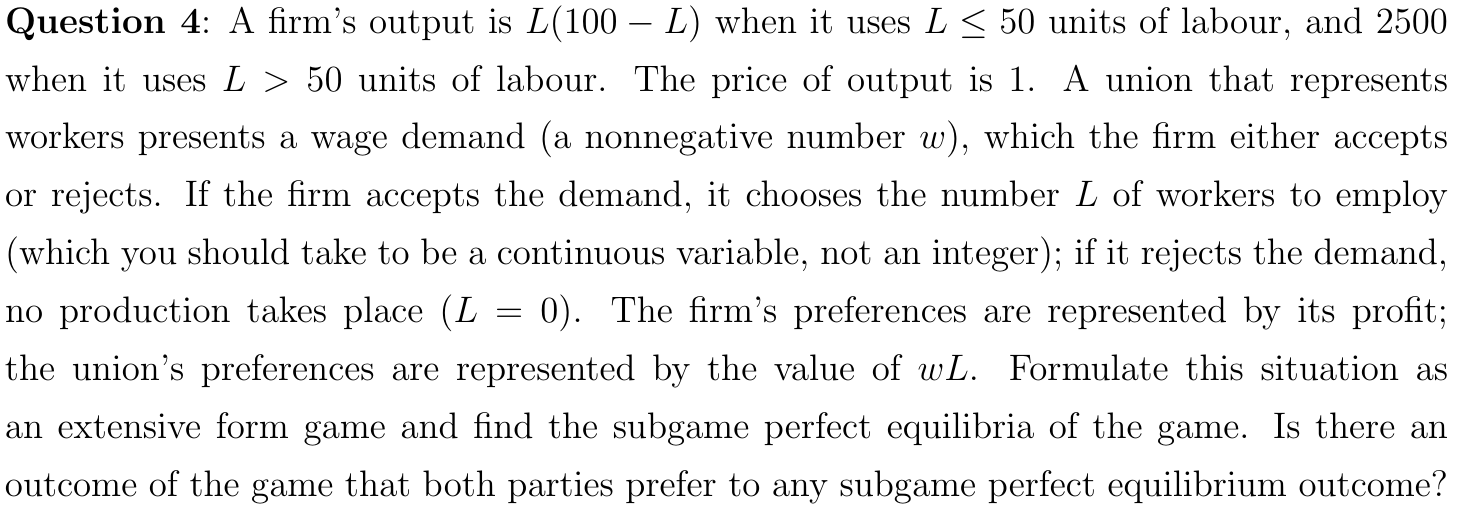 Question 4: A firm's output is L(100 − L) when it uses L ≤ 50 units of labour, and 2500
when it uses L > 50 units of labour. The price of output is 1. A union that represents
workers presents a wage demand (a nonnegative number w), which the firm either accepts
or rejects. If the firm accepts the demand, it chooses the number L of workers to employ
(which you should take to be a continuous variable, not an integer); if it rejects the demand,
no production takes place (L = 0). The firm's preferences are represented by its profit;
the union's preferences are represented by the value of wL. Formulate this situation as
an extensive form game and find the subgame perfect equilibria of the game. Is there an
outcome of the game that both parties prefer to any subgame perfect equilibrium outcome?